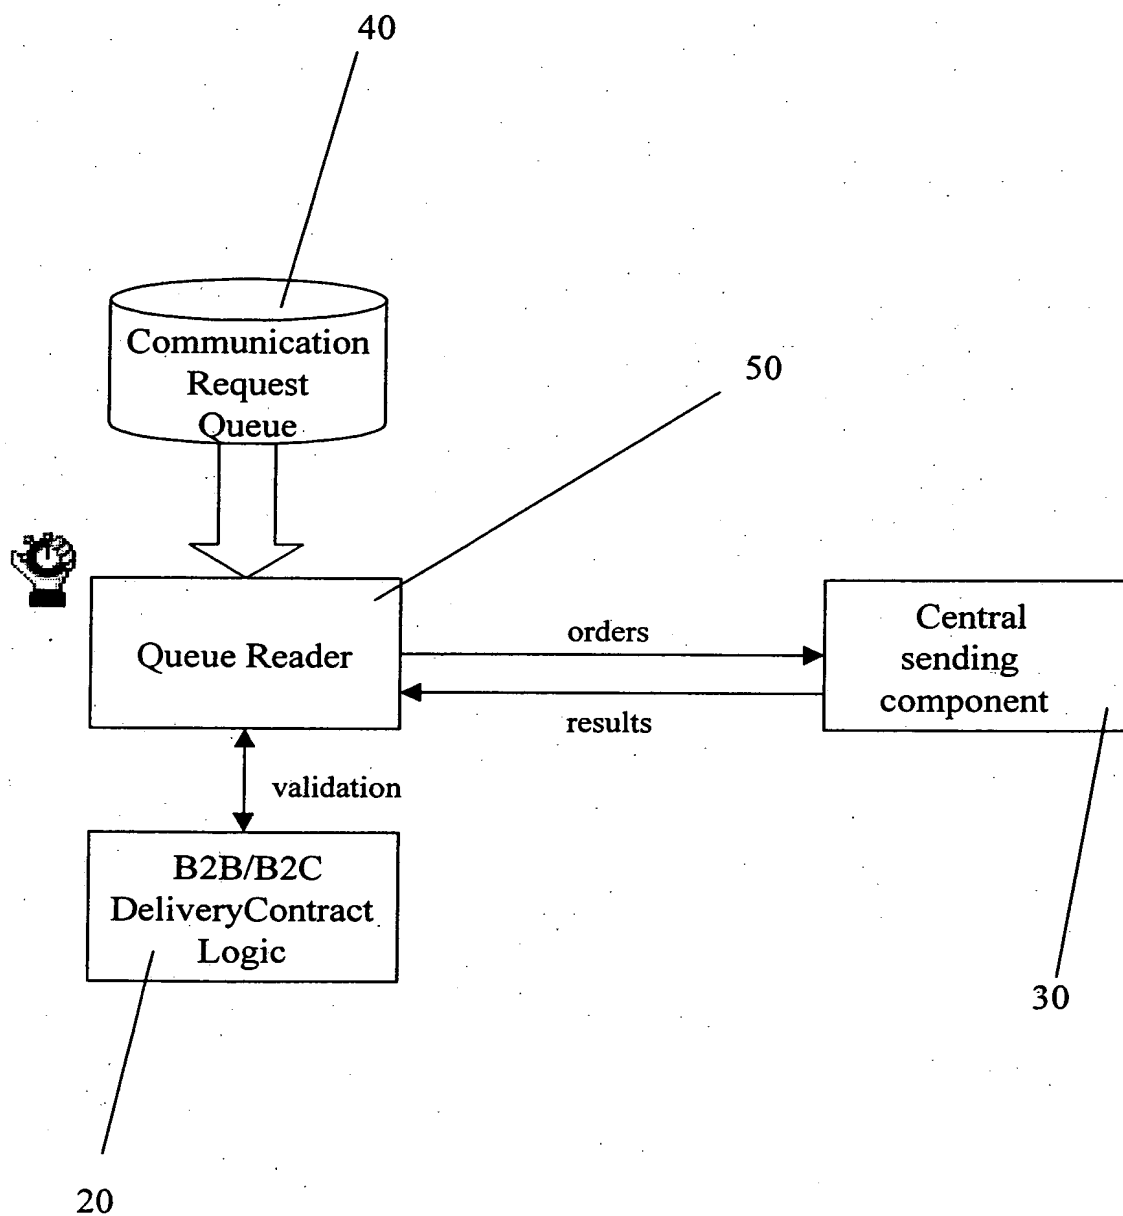 40
Communication
Request
Queue
50
Queue Reader
orders
results
Central
sending
component
validation
B2B/B2C
DeliveryContract
Logic
30
20